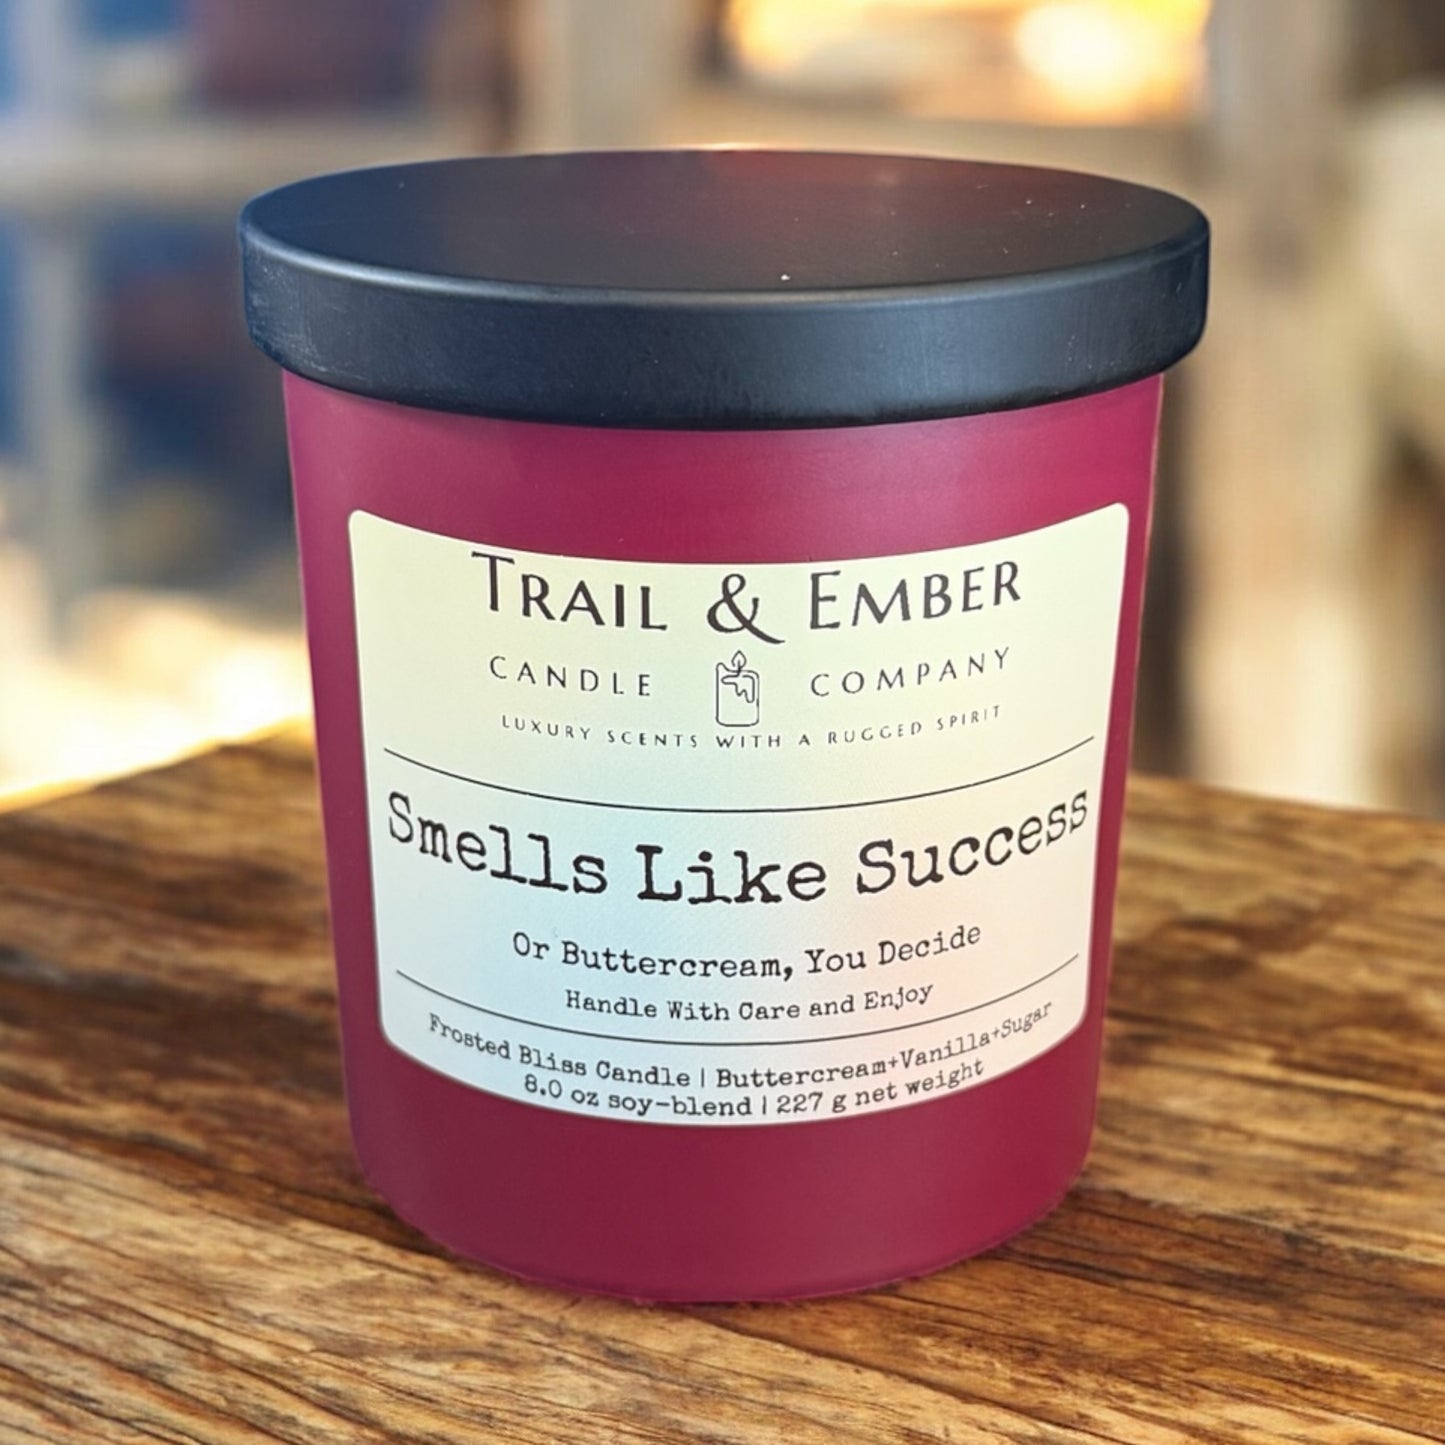 TRAIL & EMBER
CANDLE COMPANY
LUXURY SCENTS WITH A RUGGED SPIRIT
Smells Like Success
Or Buttercream, You Decide
Handle With Care and Enjoy
Frosted Bliss Candle | Buttercream+Vanilla+Sugar
8.0 oz soy-blend | 227 g net weight